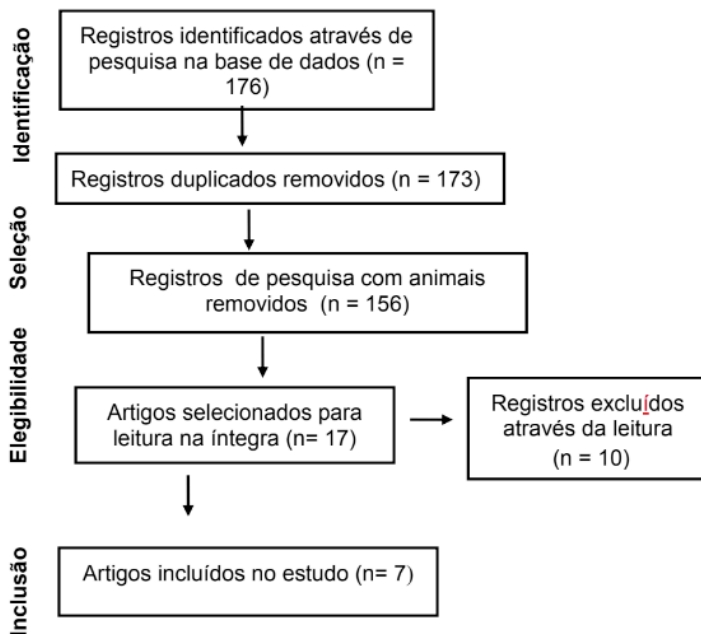 Identificação
Registros identificados através de
pesquisa na base de dados (n =
176)
Registros duplicados removidos (n = 173)
Seleção
Registros de pesquisa com animais
removidos (n = 156)
Elegibilidade
Artigos selecionados para
leitura na íntegra (n= 17)
Registros excluídos
através da leitura
(n = 10)
Inclusão
Artigos incluídos no estudo (n= 7)